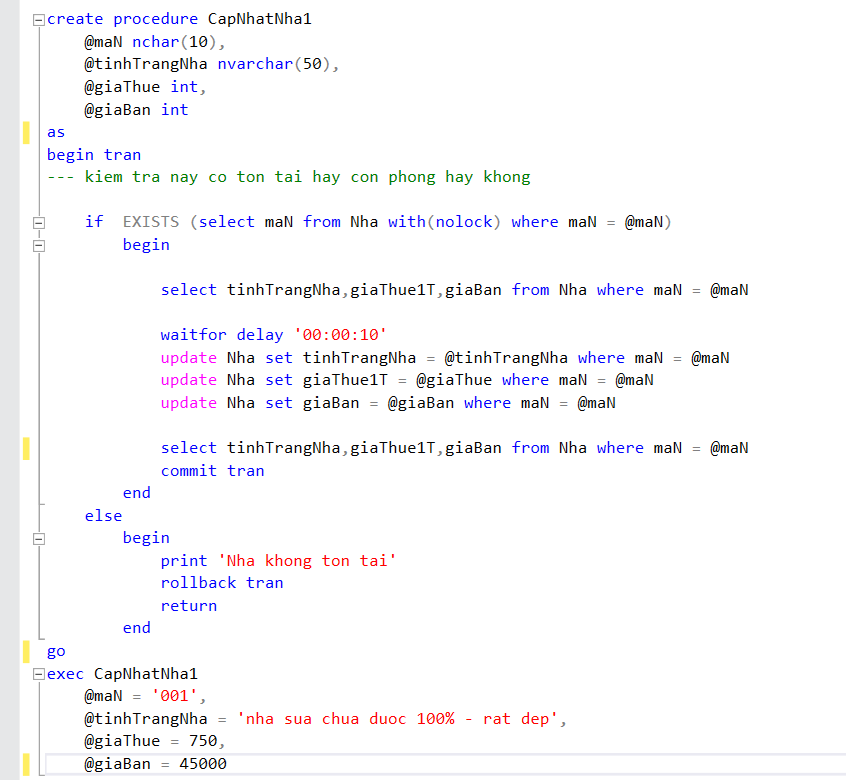 create procedure CapNhatNha1
@maN nchar(10),
@tinhTrangNha nvarchar(50),
@giaThue int,
@giaBan int
as
begin tran
--- kiem tra nay co ton tai hay con phong hay khong
if EXISTS (select maN from Nha with(nolock) where maN = @maN)
begin
select tinhTrangNha,giaThue1T,giaBan from Nha where maN = @maN
waitfor delay '00:00:10'
update Nha set tinhTrangNha = @tinhTrangNha where maN = @maN
update Nha set giaThue1T = @giaThue where maN = @maN
update Nha set giaBan = @giaBan where maN = @maN
select tinhTrangNha,giaThue1T,giaBan from Nha where maN = @maN
commit tran
end
else
begin
print 'Nha khong ton tai'
rollback tran
return
end
go
exec CapNhatNha1
@maN = '001',
@tinhTrangNha = 'nha sua chua duoc 100% - rat dep',
@giaThue = 750,
@giaBan = 45000